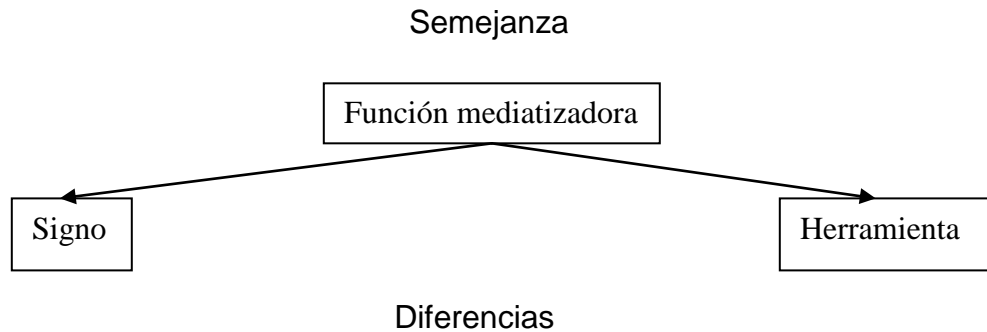 Semejanza
Función mediatizadora
Signo
Herramienta
Diferencias